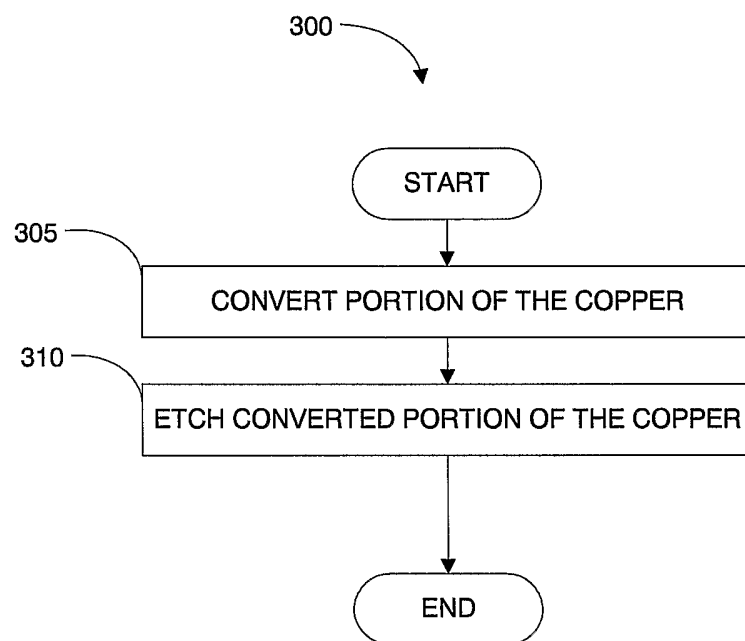 300
START
305
CONVERT PORTION OF THE COPPER
310
ETCH CONVERTED PORTION OF THE COPPER
END